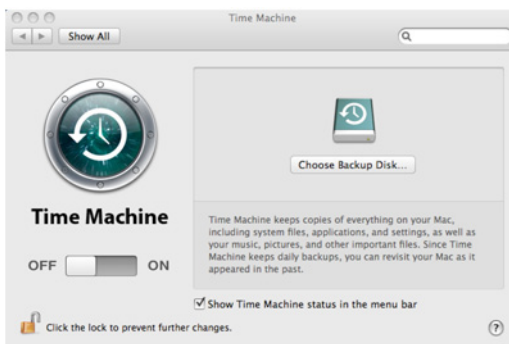 Time Machine
Show All
Choose Backup Disk...
Time Machine
Time Machine keeps copies of everything on your Mac,
including system files, applications, and settings, as well as
your music, pictures, and other important files. Since Time
Machine keeps daily backups, you can revisit your Mac as it
appeared in the past.
OFF ON
Show Time Machine status in the menu bar
Click the lock to prevent further changes.
?